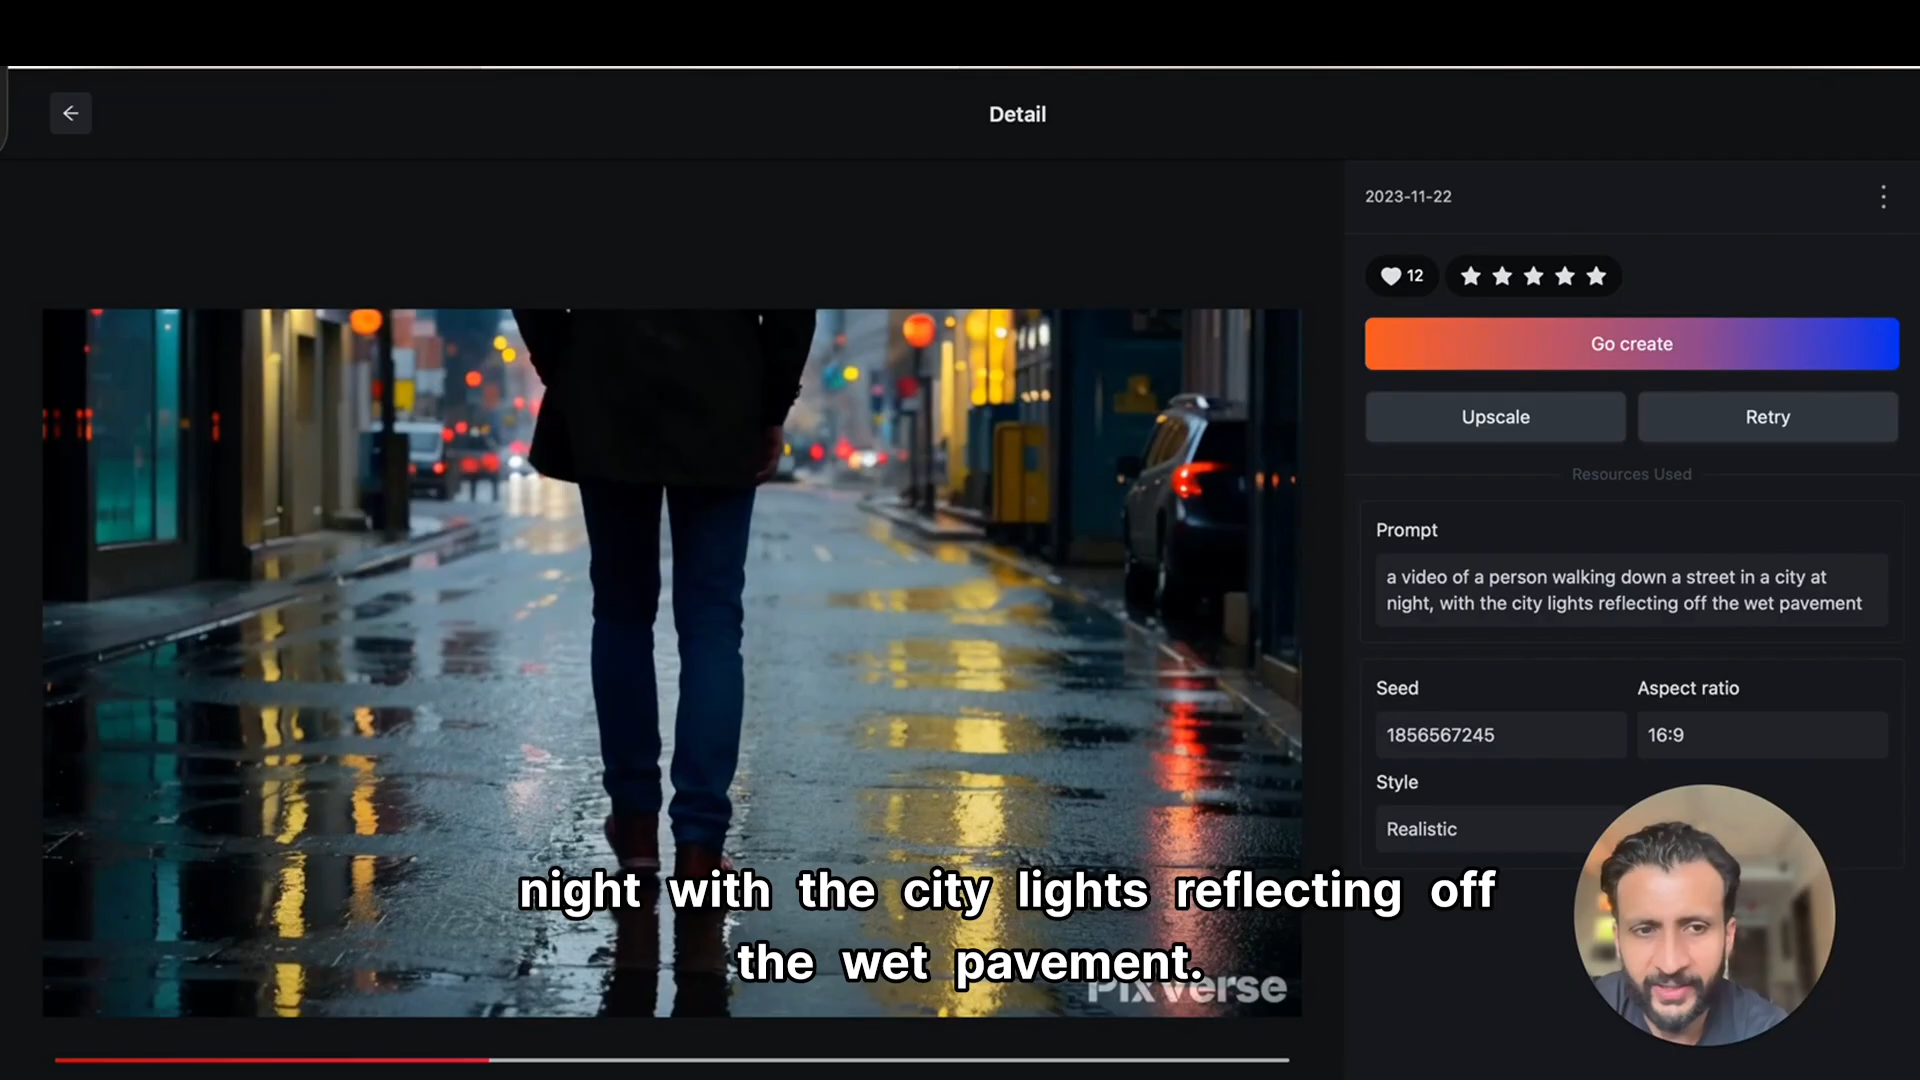 Detail
2023-11-22
12
Go create
Upscale
Retry
Resources Used
Prompt
a video of a person walking down a street in a city at
night, with the city lights reflecting off the wet pavement
Seed
Aspect ratio
1856567245
16:9
Style
Realistic
night with the city lights reflecting off
the wet pavement.
PixVerse